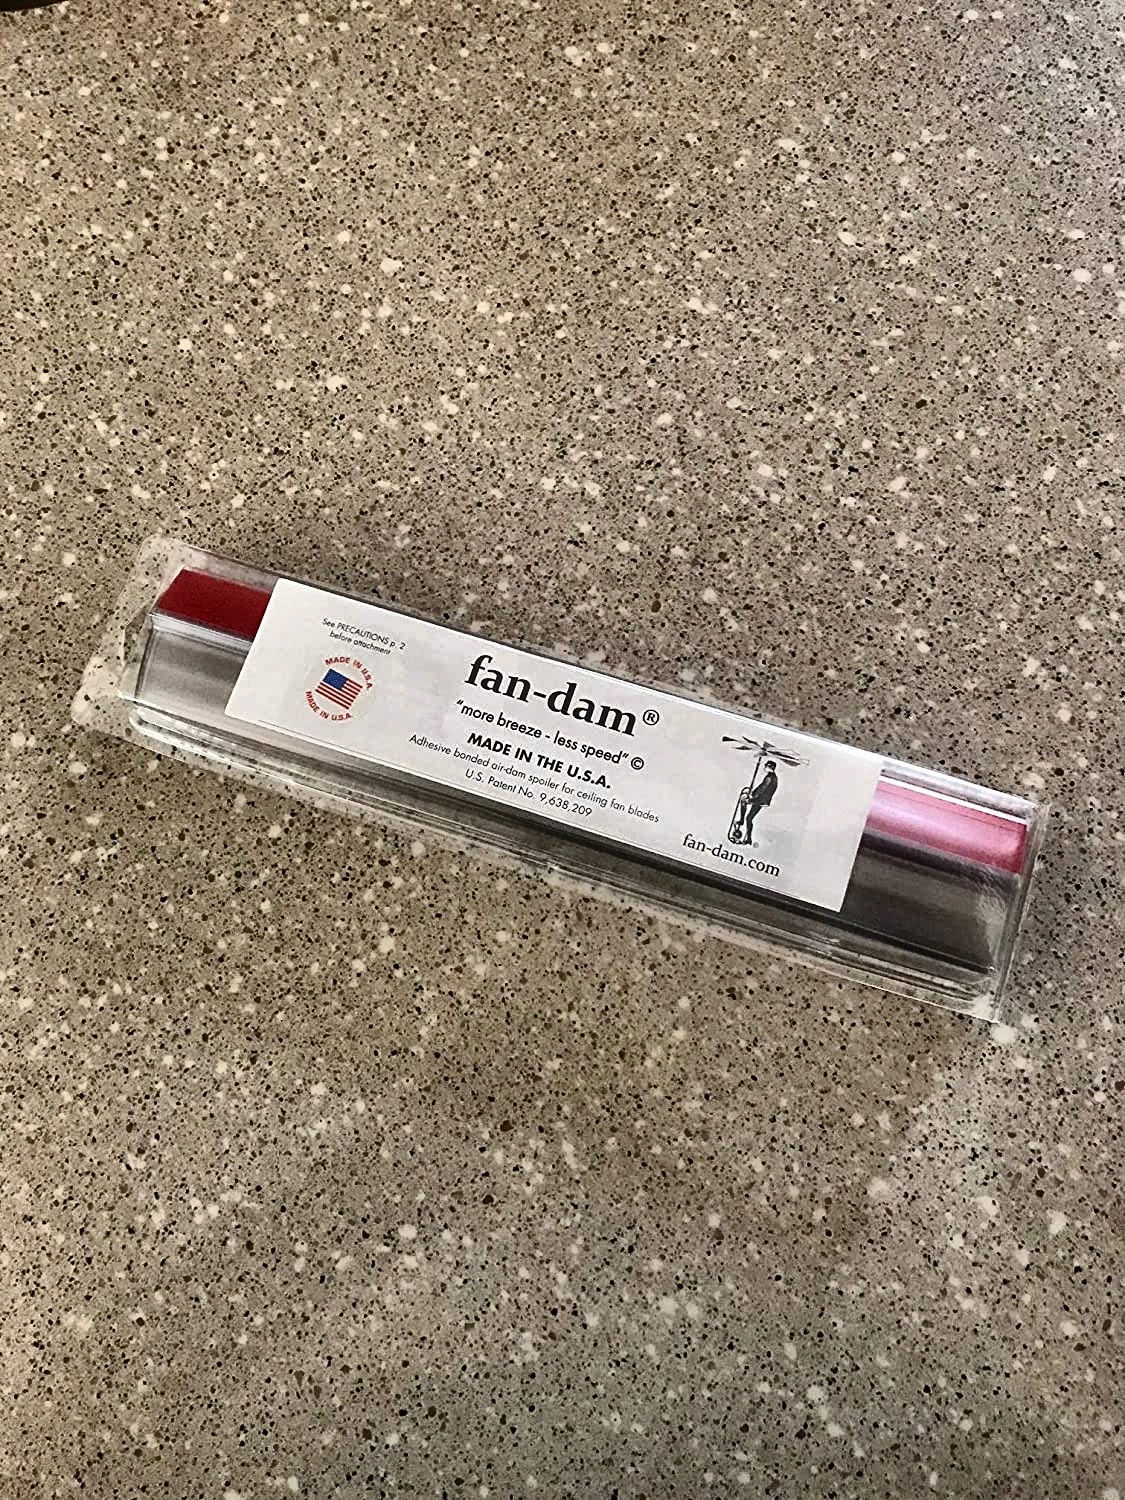 See PRECAUTIONS p. 2
before attachment
MADE IN U.S.A.
MADE IN U.S.A.
fan-dam®
"more breeze - less speed" ©
MADE IN THE U.S.A.
Adhesive bonded air-dam spoiler for ceiling fan blades
U.S. Patent No. 9,638,209
®
fan-dam.com